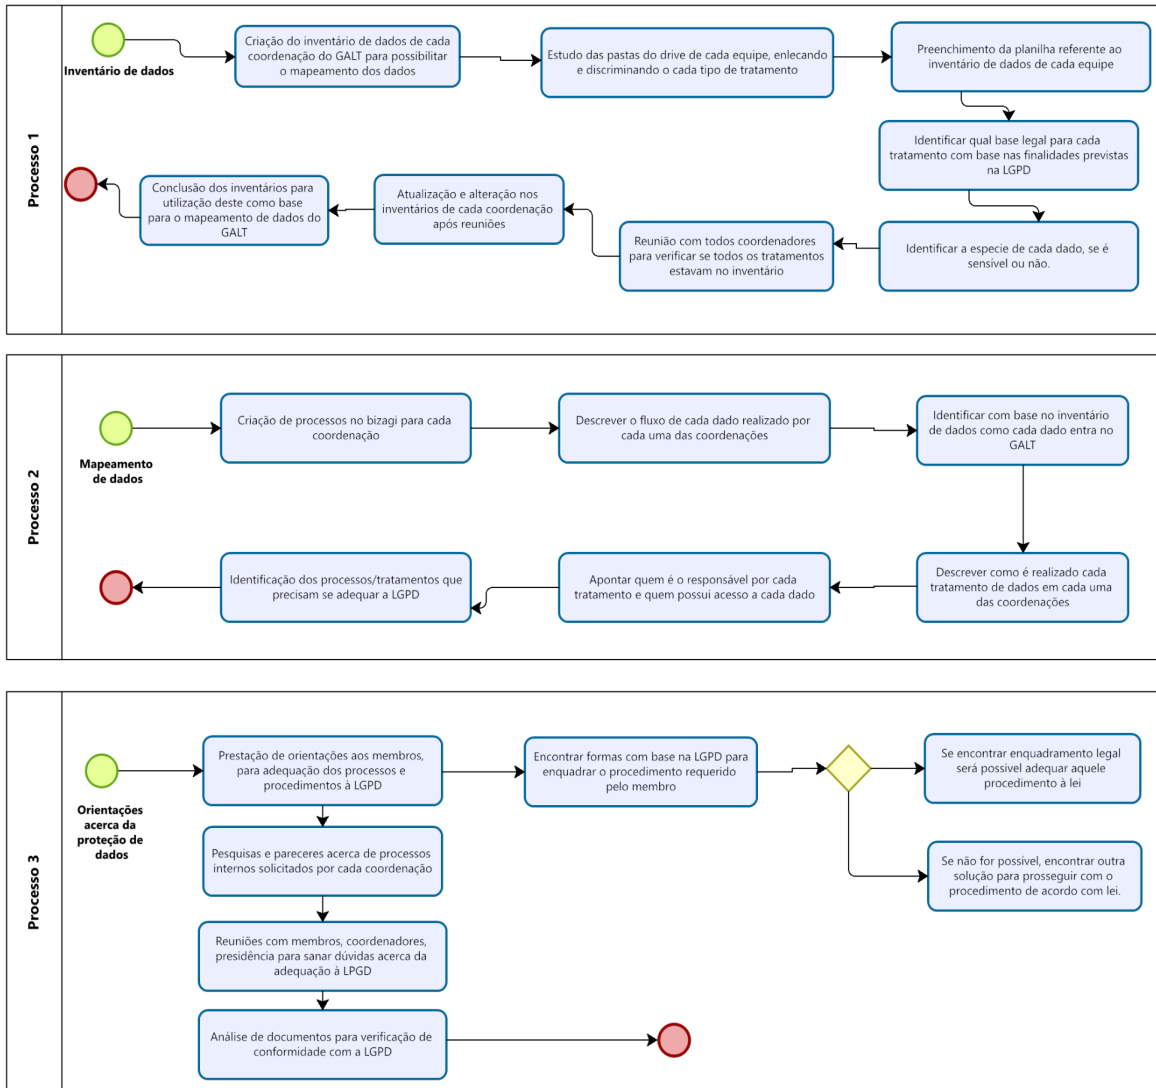 Processo 1
Inventário de dados
Criação do inventário de dados de cada
coordenação do GALT para possibilitar
o mapeamento dos dados
Estudo das pastas do drive de cada equipe, enlecando
e discriminando o cada tipo de tratamento
Preenchimento da planilha referente ao
inventário de dados de cada equipe
Identificar qual base legal para cada
tratamento com base nas finalidades previstas
na LGPD
Identificar a especie de cada dado, se é
sensível ou não.
Reunião com todos coordenadores
para verificar se todos os tratamentos
estavam no inventário
Atualização e alteração nos
inventários de cada coordenação
após reuniões
Conclusão dos inventários para
utilização deste como base
para o mapeamento de dados do
GALT
Processo 2
Mapeamento
de dados
Criação de processos no bizagi para cada
coordenação
Descrever o fluxo de cada dado realizado por
cada uma das coordenações
Identificar com base no inventário
de dados como cada dado entra no
GALT
Descrever como é realizado cada
tratamento de dados em cada uma
das coordenações
Apontar quem é o responsável por cada
tratamento e quem possui acesso a cada dado
Identificação dos processos/tratamentos que
precisam se adequar a LGPD
Processo 3
Orientações
acerca da
proteção de
dados
Prestação de orientações aos membros,
para adequação dos processos e
procedimentos à LGPD
Encontrar formas com base na LGPD para
enquadrar o procedimento requerido
pelo membro
Se encontrar enquadramento legal
será possivel adequar aquele
procedimento à lei
Se não for possível, encontrar outra
solução para prosseguir com o
procedimento de acordo com lei.
Pesquisas e pareceres acerca de processos
internos solicitados por cada coordenação
Reuniões com membros, coordenadores,
presidência para sanar dúvidas acerca da
adequação à LPGD
Análise de documentos para verificação de
conformidade com a LGPD